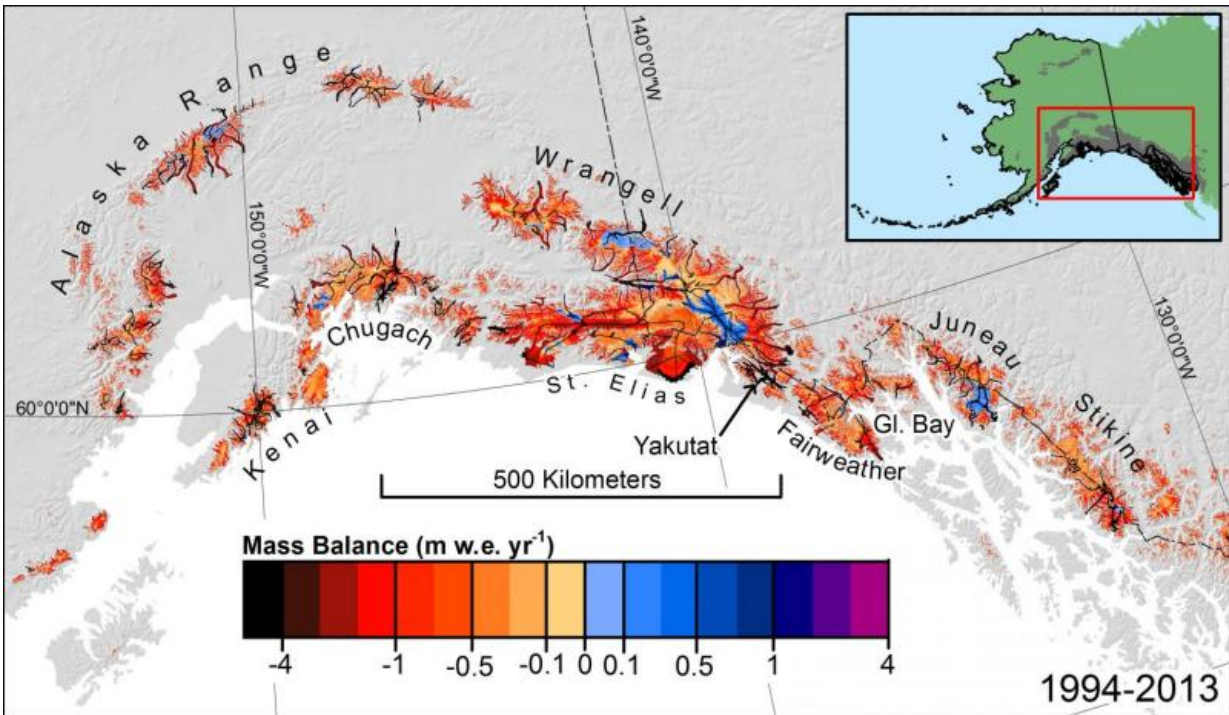 140°0'0"W
Alaska Range
Wrangell
150°0'0"W
Chugach
Juneau
130°0'0"W
St. Elias
60°0'0"N
Kenai
Stikine
Gl. Bay
Yakutat
Fairweather
500 Kilometers
Mass Balance (m w.e. yr⁻¹)
-4 -1 -0.5 -0.1 0 0.1 0.5 1 4
1994-2013